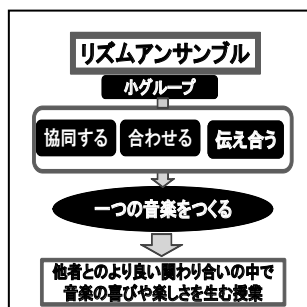 リズムアンサンブル
小グループ
協同する 合わせる 伝え合う
一つの音楽をつくる
他者とのより良い関わり合いの中で
音楽の喜びや楽しさを生む授業